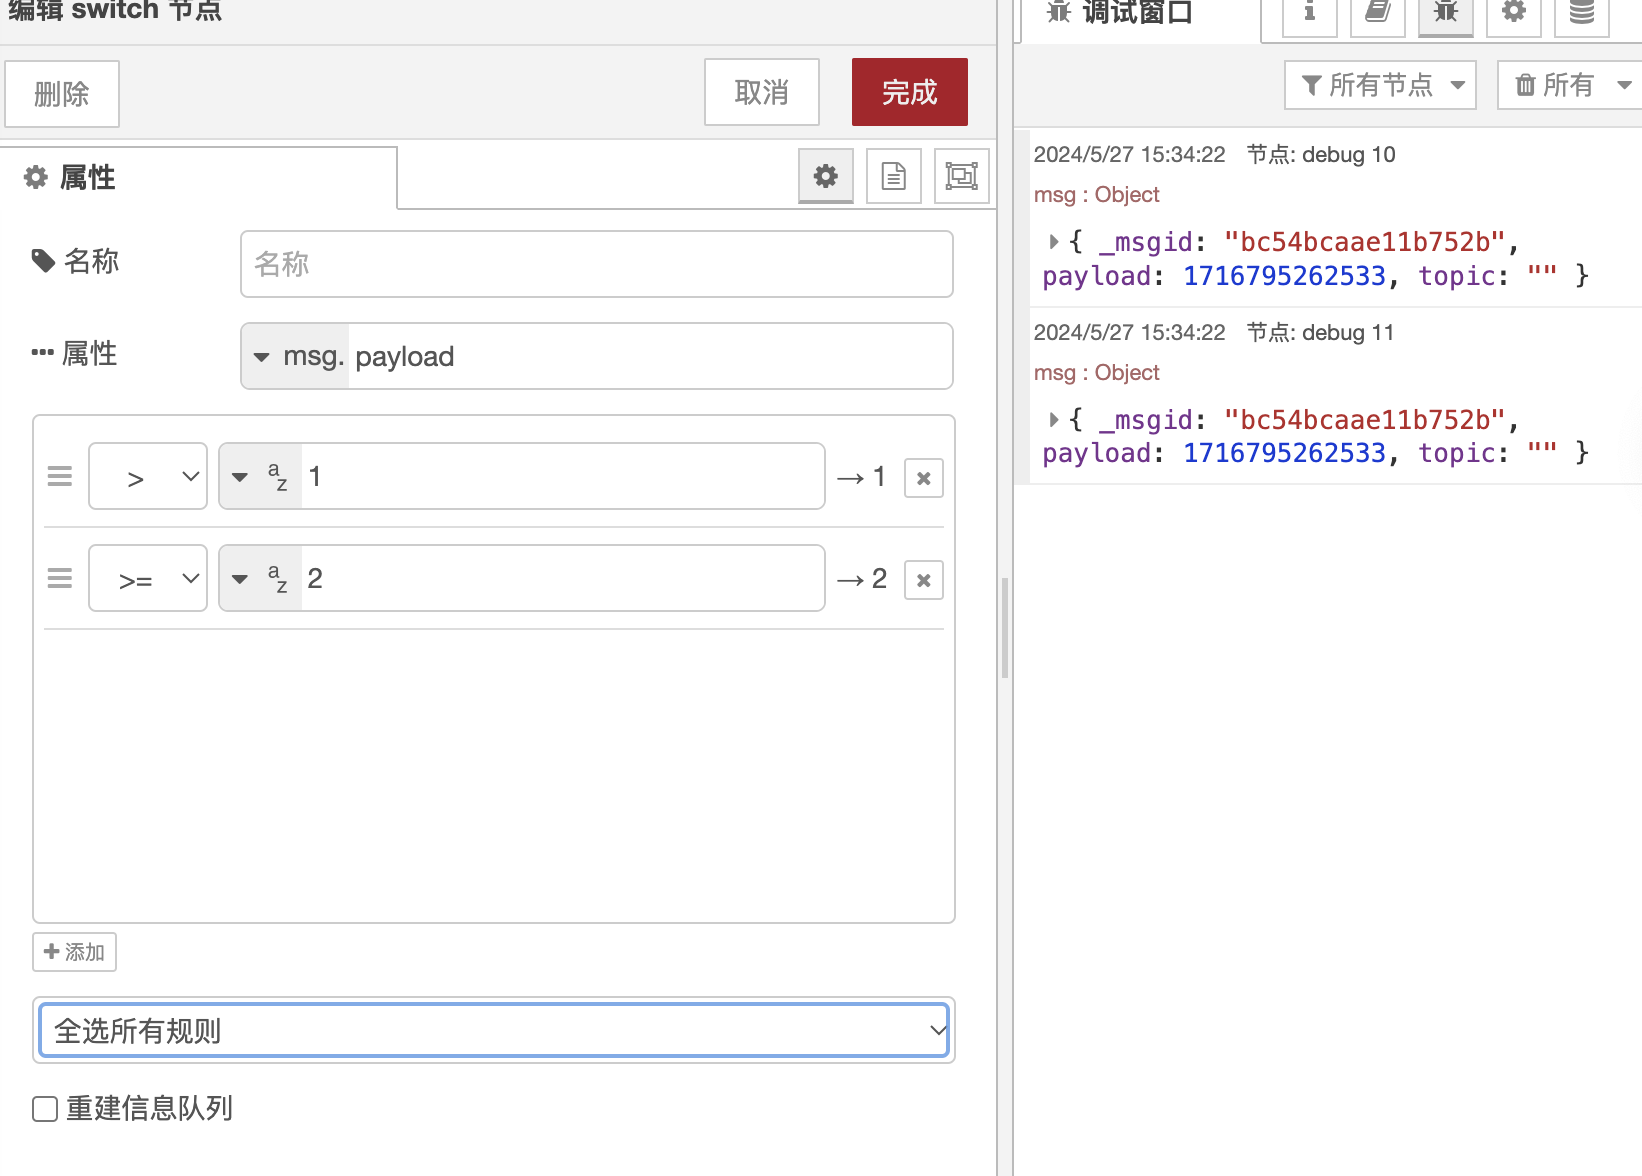 编辑 switch 节点
删除
取消
完成
属性
名称
名称
属性
msg. payload
> az 1 → 1
>= az 2 → 2
添加
全选所有规则
重建信息队列
调试窗口
所有节点
所有
2024/5/27 15:34:22 节点: debug 10
msg : Object
{ _msgid: "bc54bcaae11b752b",
payload: 1716795262533, topic: "" }
2024/5/27 15:34:22 节点: debug 11
msg : Object
{ _msgid: "bc54bcaae11b752b",
payload: 1716795262533, topic: "" }